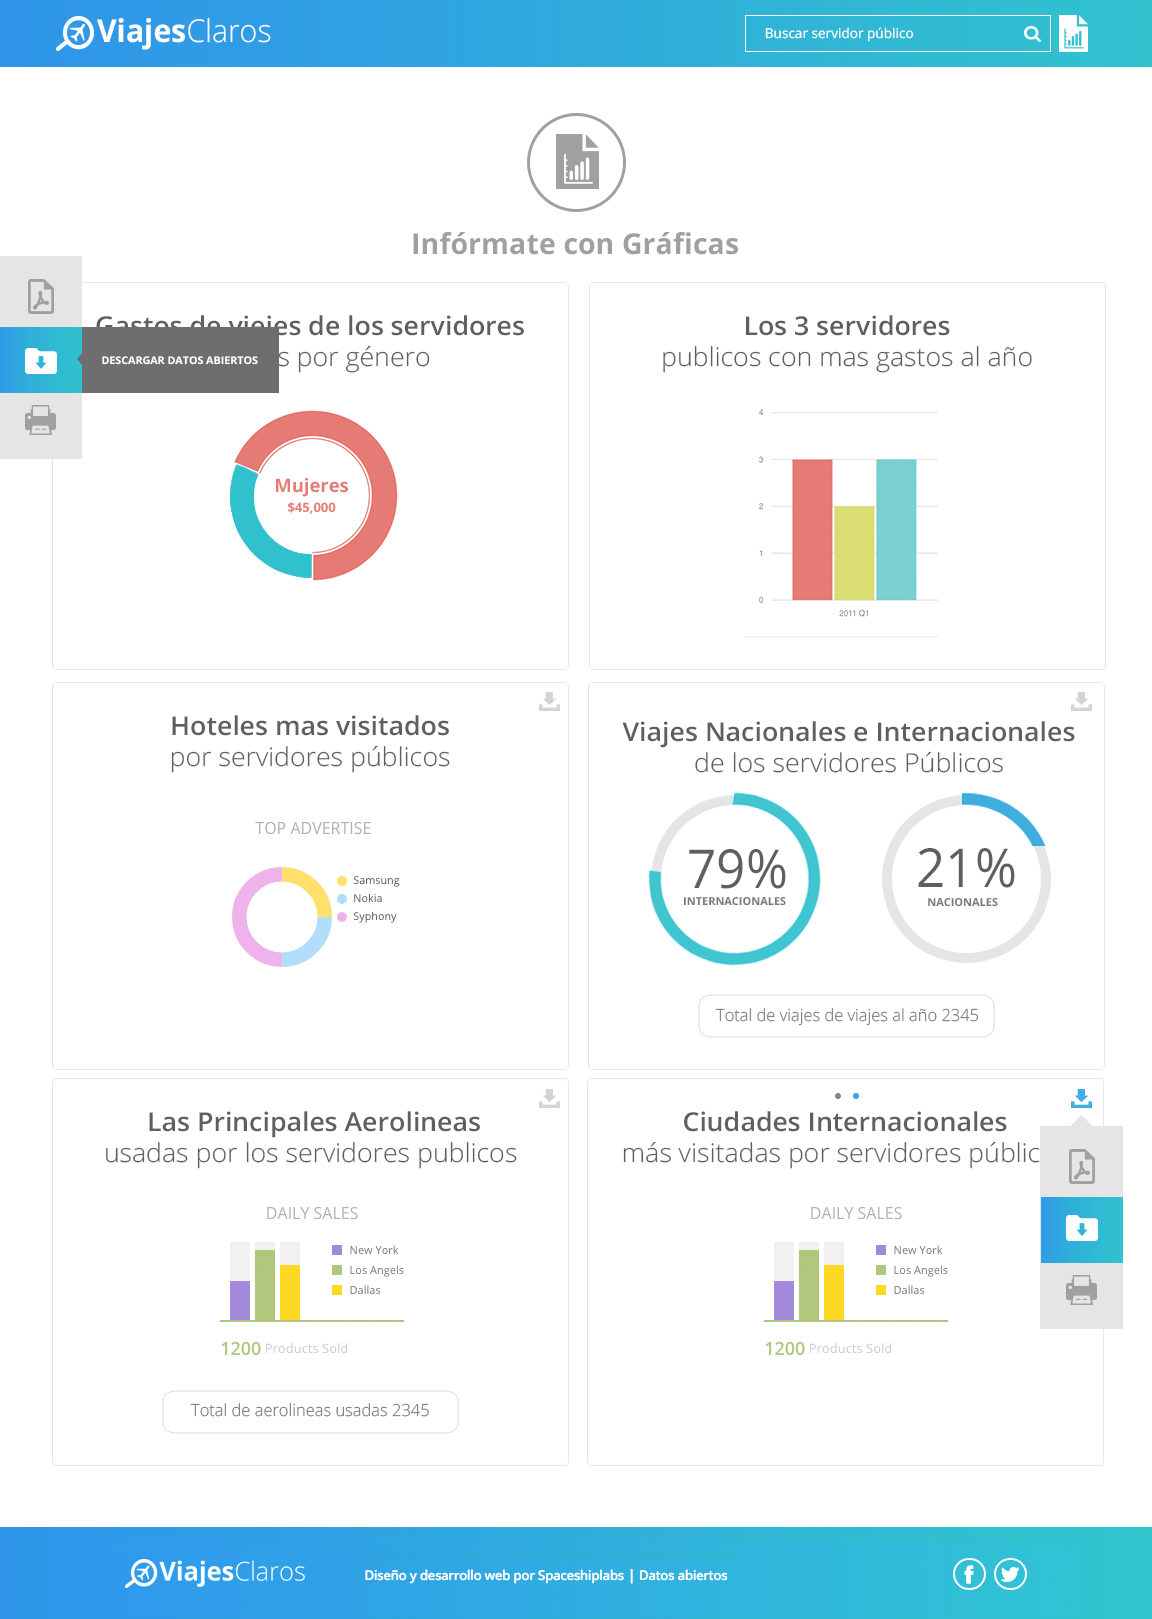 ViajesClaros
Buscar servidor público
Infórmate con Gráficas
Gastos de viejes de los servidores
s por género
DESCARGAR DATOS ABIERTOS
Mujeres
$45,000
Los 3 servidores
publicos con mas gastos al año
4
3
2
1
0
2011 Q1
Hoteles mas visitados
por servidores públicos
TOP ADVERTISE
Samsung
Nokia
Syphony
Viajes Nacionales e Internacionales
de los servidores Públicos
79%
INTERNACIONALES
21%
NACIONALES
Total de viajes de viajes al año 2345
Las Principales Aerolineas
usadas por los servidores publicos
DAILY SALES
New York
Los Angels
Dallas
1200 Products Sold
Total de aerolineas usadas 2345
Ciudades Internacionales
más visitadas por servidores públic
DAILY SALES
New York
Los Angels
Dallas
1200 Products Sold
ViajesClaros
Diseño y desarrollo web por Spaceshiplabs | Datos abiertos